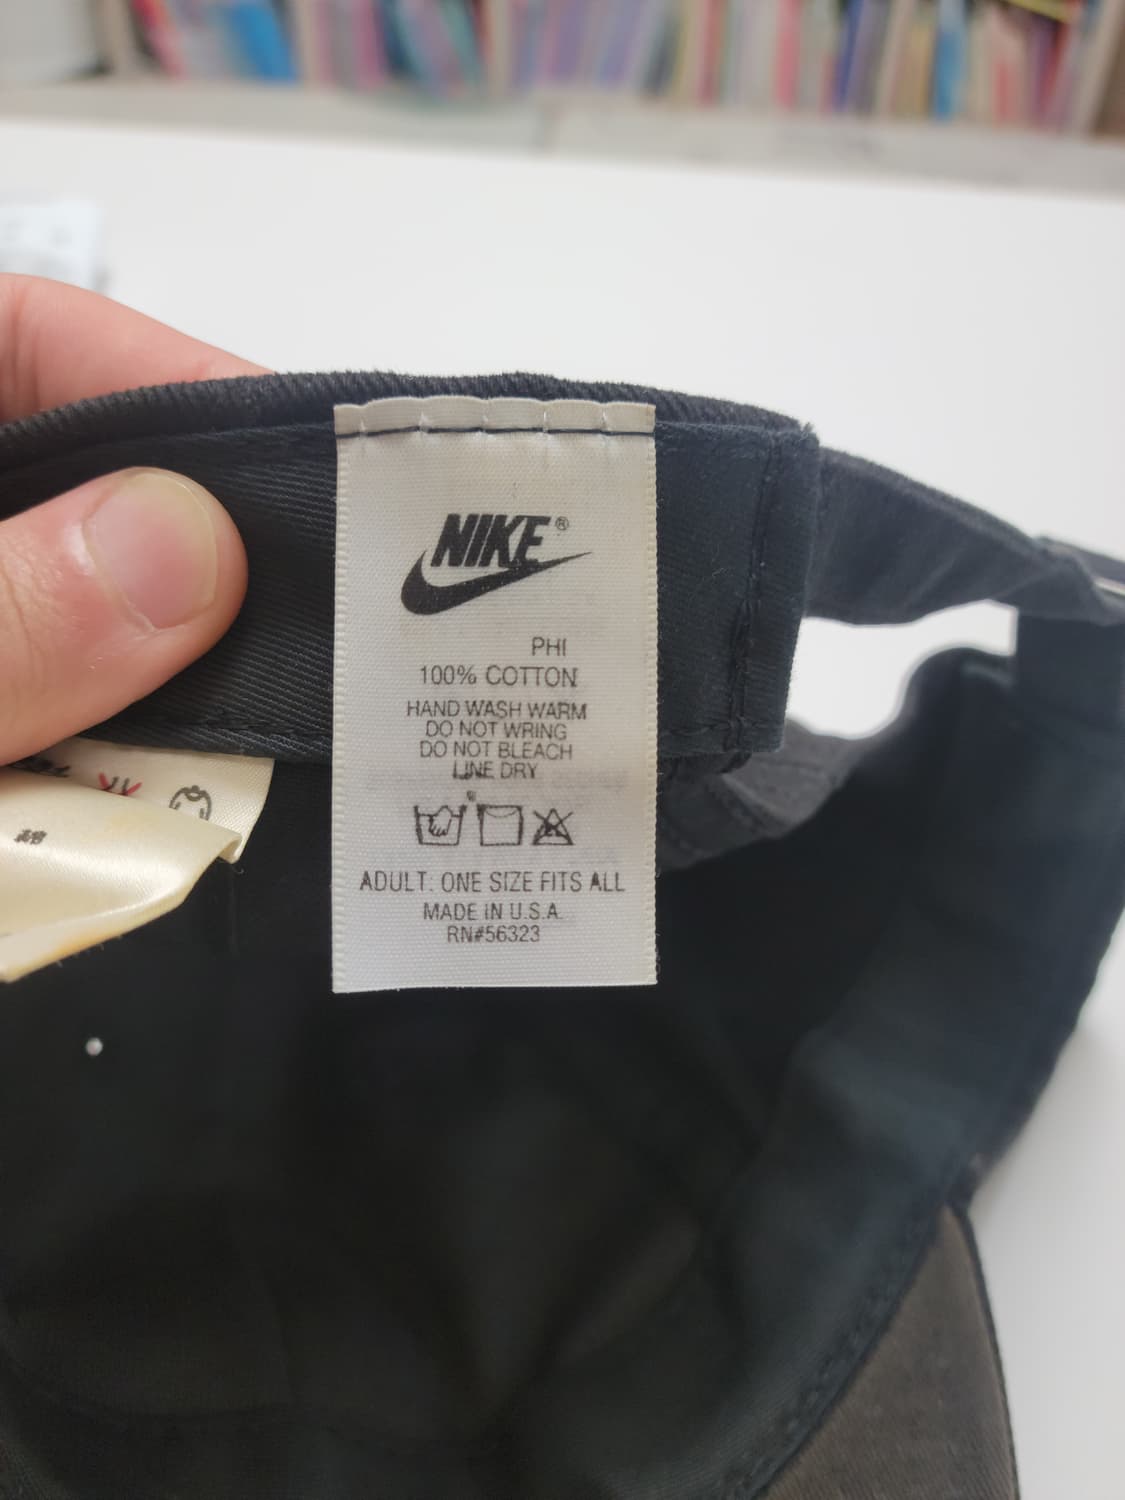 NIKE®
PHI
100% COTTON
HAND WASH WARM
DO NOT WRING
DO NOT BLEACH
LINE DRY
ADULT: ONE SIZE FITS ALL
MADE IN U.S.A.
RN#56323